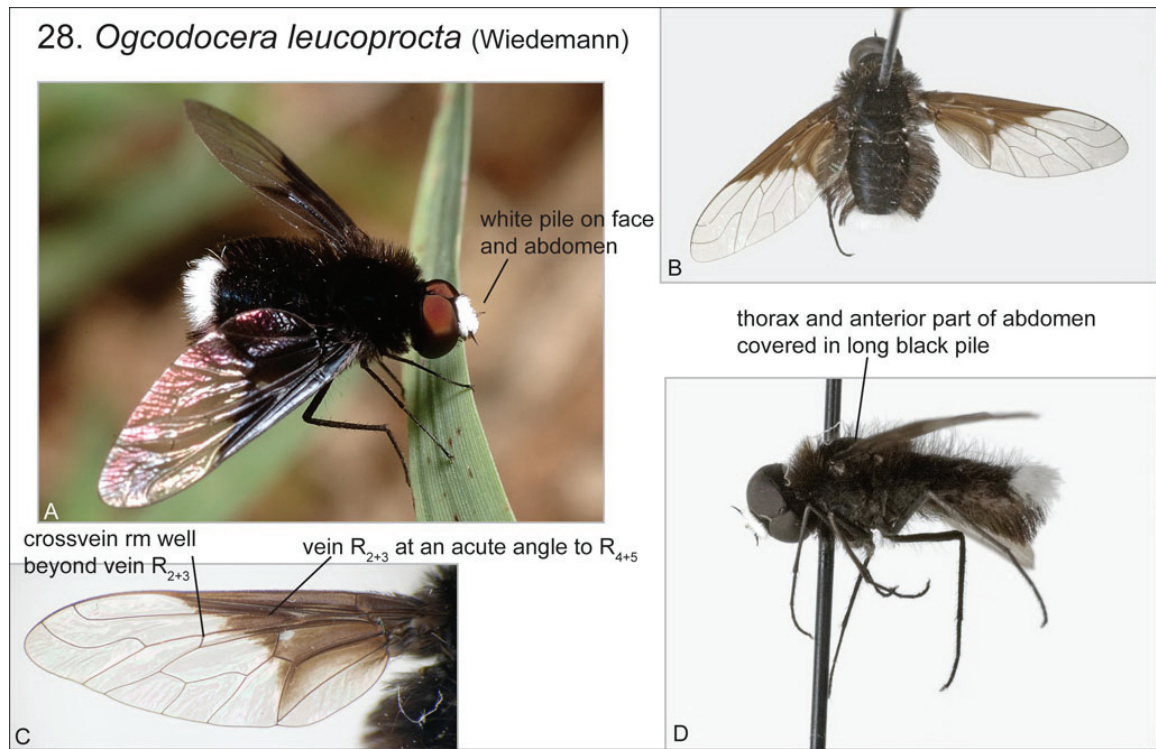 28. Ogcodocera leucoprocta (Wiedemann)
white pile on face
and abdomen
A
B
thorax and anterior part of abdomen
covered in long black pile
crossvein rm well
beyond vein R₂₊₃
vein R₂₊₃ at an acute angle to R₄₊₅
C
D